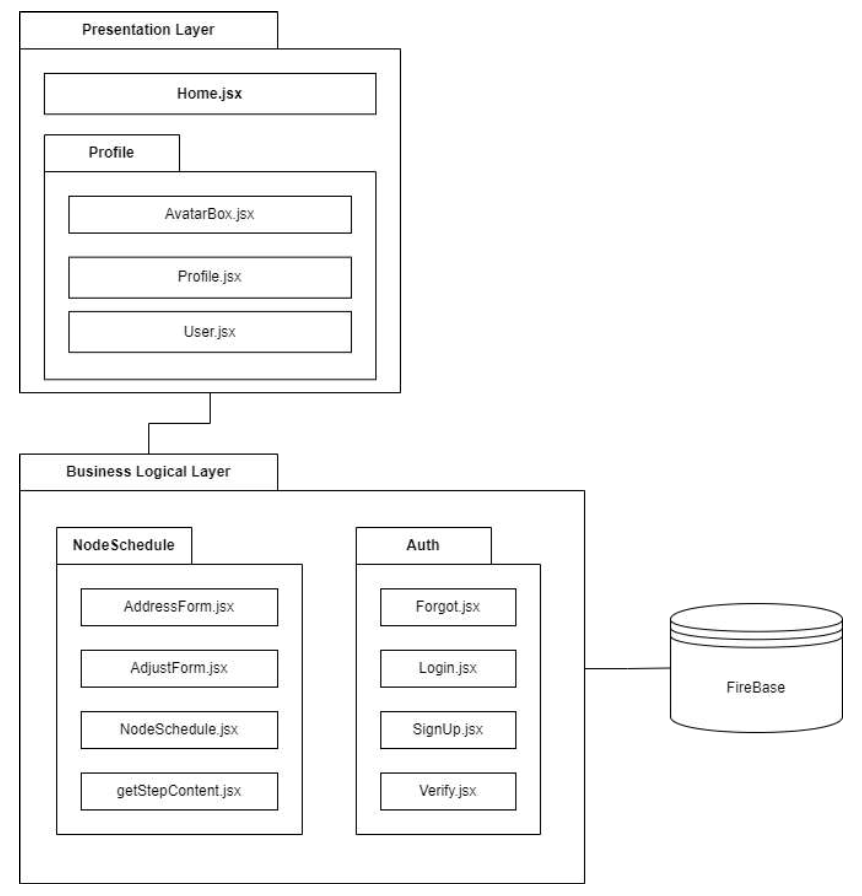 Presentation Layer
Home.jsx
Profile
AvatarBox.jsx
Profile.jsx
User.jsx
Business Logical Layer
NodeSchedule
AddressForm.jsx
AdjustForm.jsx
NodeSchedule.jsx
getStepContent.jsx
Auth
Forgot.jsx
Login.jsx
SignUp.jsx
Verify.jsx
FireBase